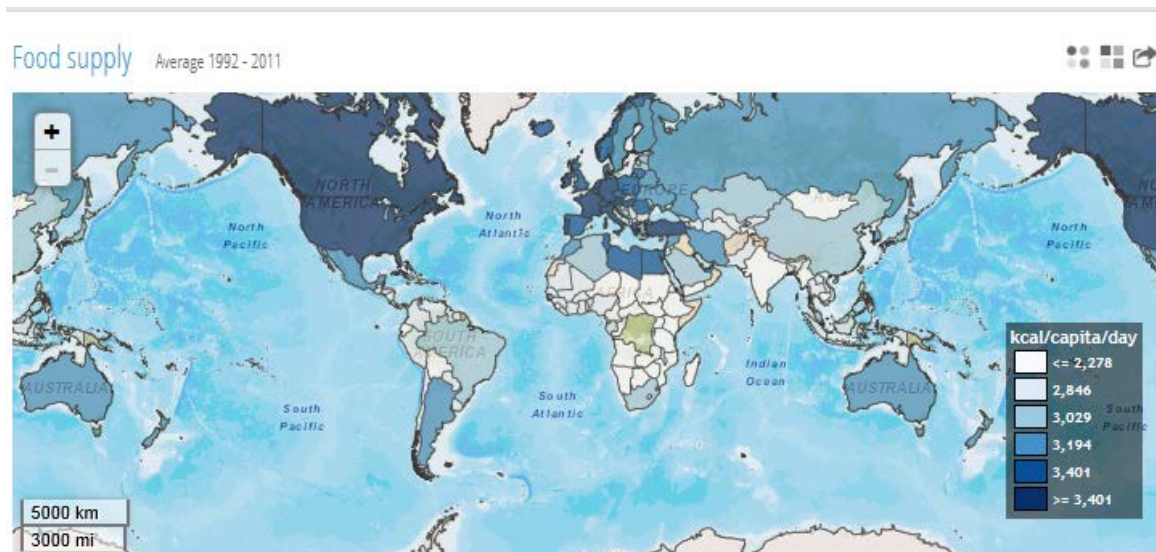 Food supply Average 1992 - 2011
+
-
NORTH
AMERICA
EUROPE
ASIA
North
Atlantic
North
Pacific
North
Pacific
AFRICA
SOUTH
AMERICA
AUSTRALIA
South
Pacific
South
Atlantic
Indian
Ocean
AUSTRALIA
South
Pacific
kcal/capita/day
<= 2,278
2,846
3,029
3,194
3,401
>= 3,401
5000 km
3000 mi